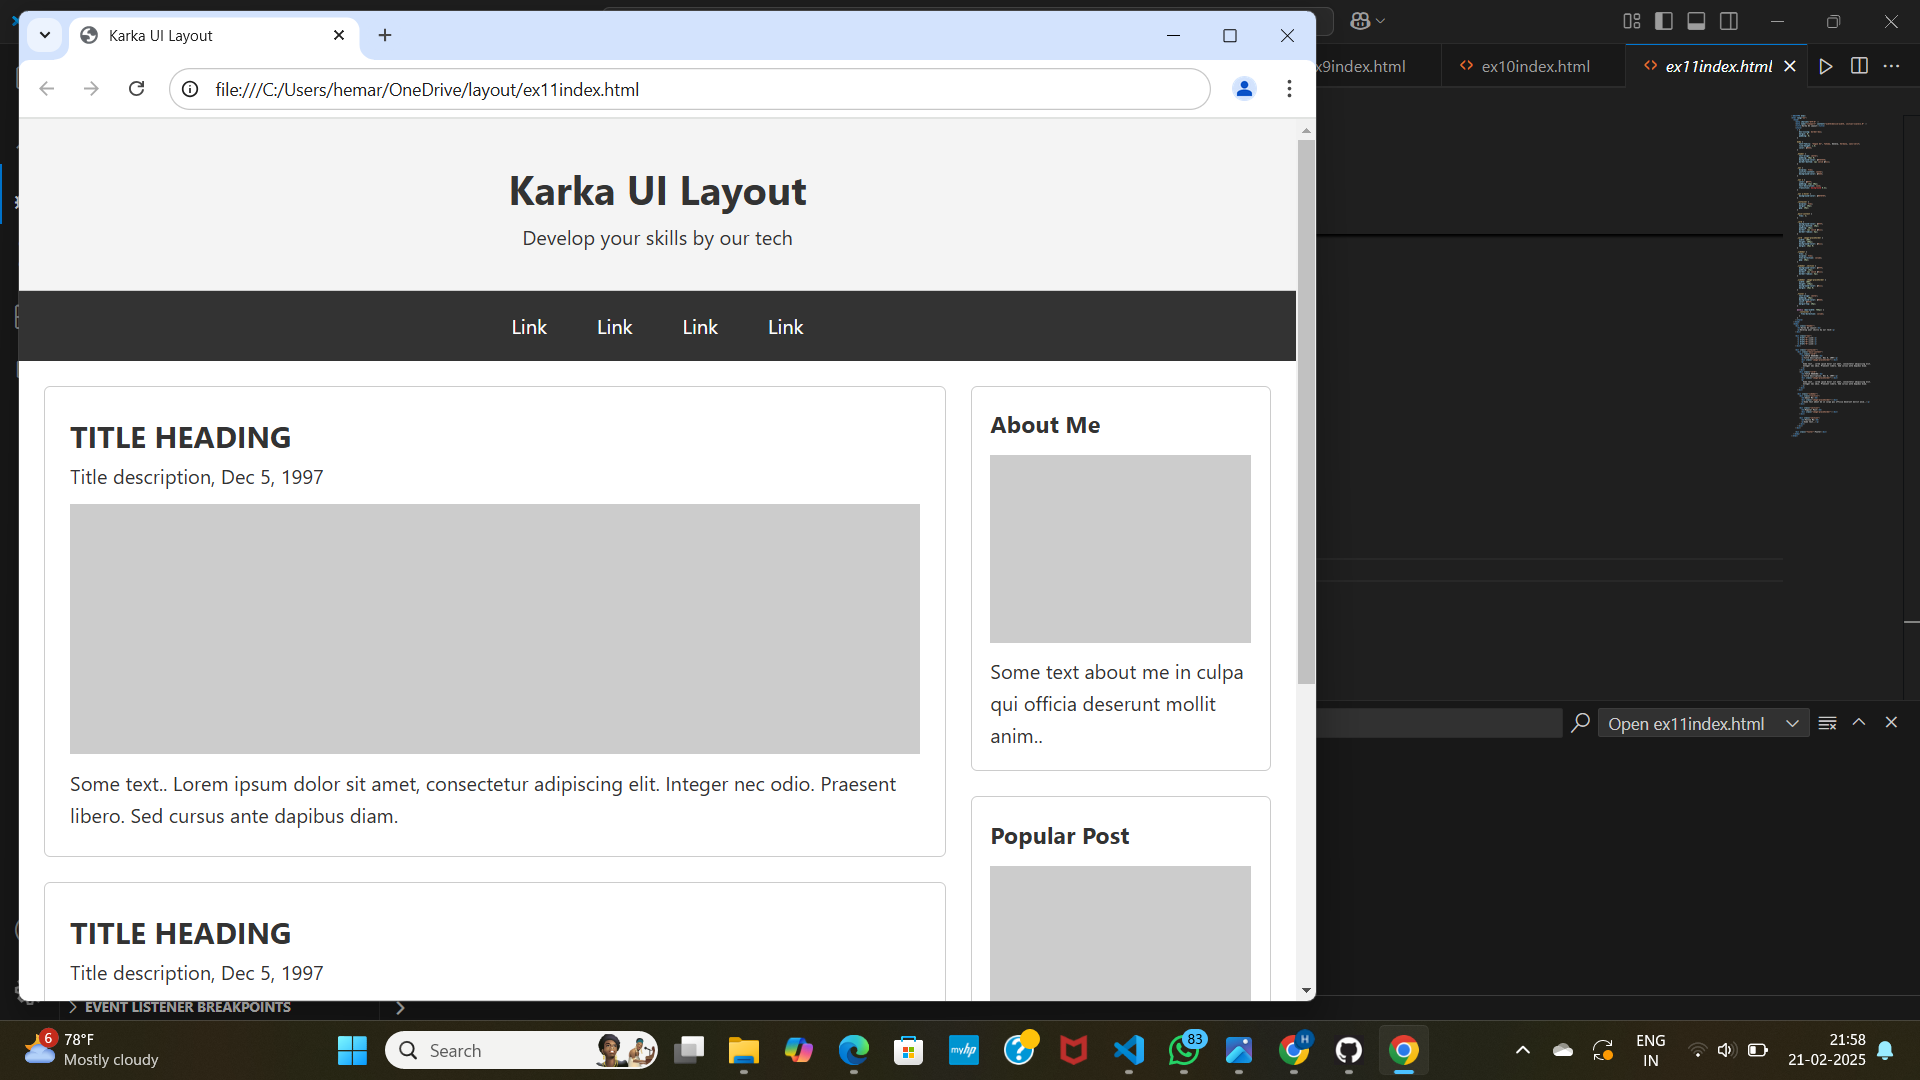 Karka UI Layout
file:///C:/Users/hemar/OneDrive/layout/ex11index.html
x9index.html
ex10index.html
ex11index.html
Karka UI Layout
Develop your skills by our tech
Link Link Link Link
TITLE HEADING
Title description, Dec 5, 1997
Some text.. Lorem ipsum dolor sit amet, consectetur adipiscing elit. Integer nec odio. Praesent
libero. Sed cursus ante dapibus diam.
TITLE HEADING
Title description, Dec 5, 1997
About Me
Some text about me in culpa
qui officia deserunt mollit
anim..
Popular Post
Open ex11index.html
EVENT LISTENER BREAKPOINTS
6
78°F
Mostly cloudy
Search
myhp
83
H
ENG
IN
21:58
21-02-2025